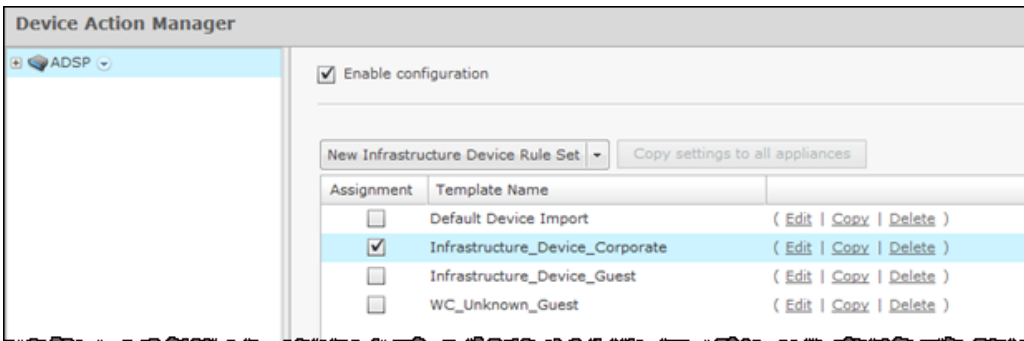 Device Action Manager
ADSP
Enable configuration
New Infrastructure Device Rule Set
Copy settings to all appliances
Assignment Template Name
Default Device Import ( Edit | Copy | Delete )
Infrastructure_Device_Corporate ( Edit | Copy | Delete )
Infrastructure_Device_Guest ( Edit | Copy | Delete )
WC_Unknown_Guest ( Edit | Copy | Delete )